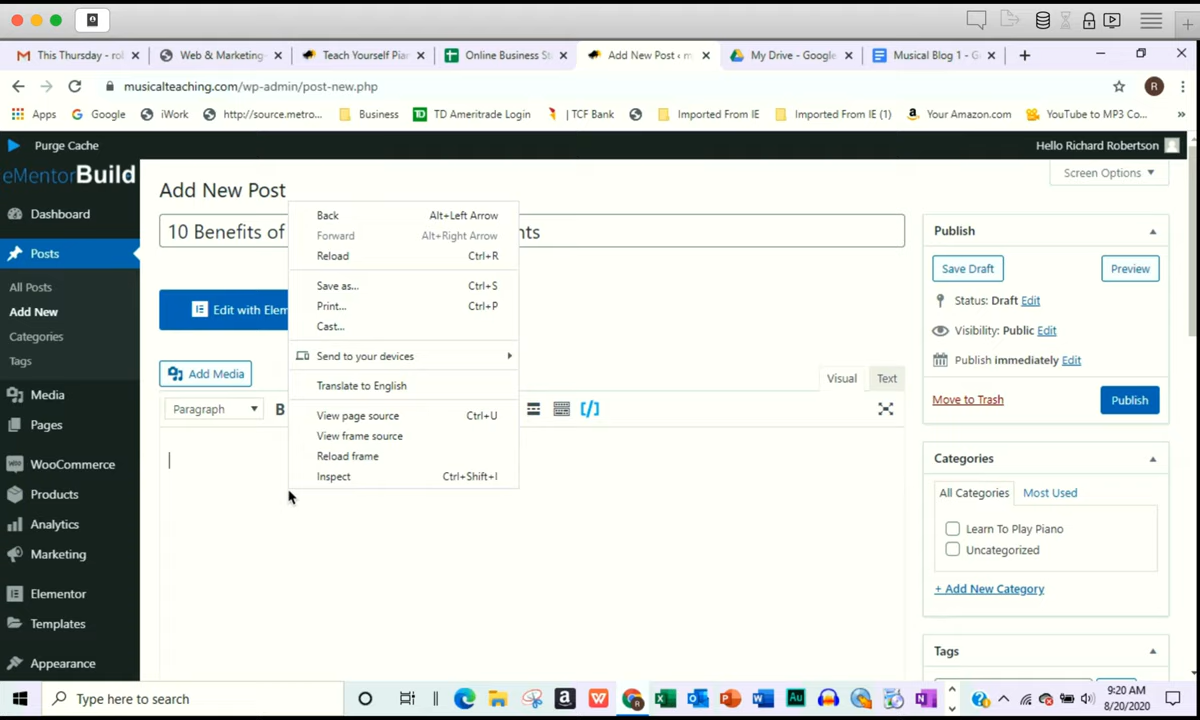 This Thursday - ro
Web & Marketing
Teach Yourself Pian
Online Business St
Add New Post ‹ m
My Drive - Google
Musical Blog 1 - G
musicalteaching.com/wp-admin/post-new.php
R
Apps
Google
iWork
http://source.metro...
Business
TD Ameritrade Login
| TCF Bank
Imported From IE
Imported From IE (1)
Your Amazon.com
YouTube to MP3 Co...
»
Purge Cache
Hello Richard Robertson
eMentorBuild
Screen Options
Add New Post
Dashboard
10 Benefits of
nts
Posts
All Posts
Add New
Categories
Tags
Media
Pages
WooCommerce
Products
Analytics
Marketing
Elementor
Templates
Appearance
Back Alt+Left Arrow
Forward Alt+Right Arrow
Reload Ctrl+R
Save as... Ctrl+S
Print... Ctrl+P
Cast...
Send to your devices
Translate to English
View page source Ctrl+U
View frame source
Reload frame
Inspect Ctrl+Shift+I
Edit with Elem
Add Media
Visual
Text
Paragraph
B
[/]
Publish
Save Draft
Preview
Status: Draft Edit
Visibility: Public Edit
Publish immediately Edit
Move to Trash
Publish
Categories
All Categories
Most Used
Learn To Play Piano
Uncategorized
+ Add New Category
Tags
Type here to search
9:20 AM
8/20/2020